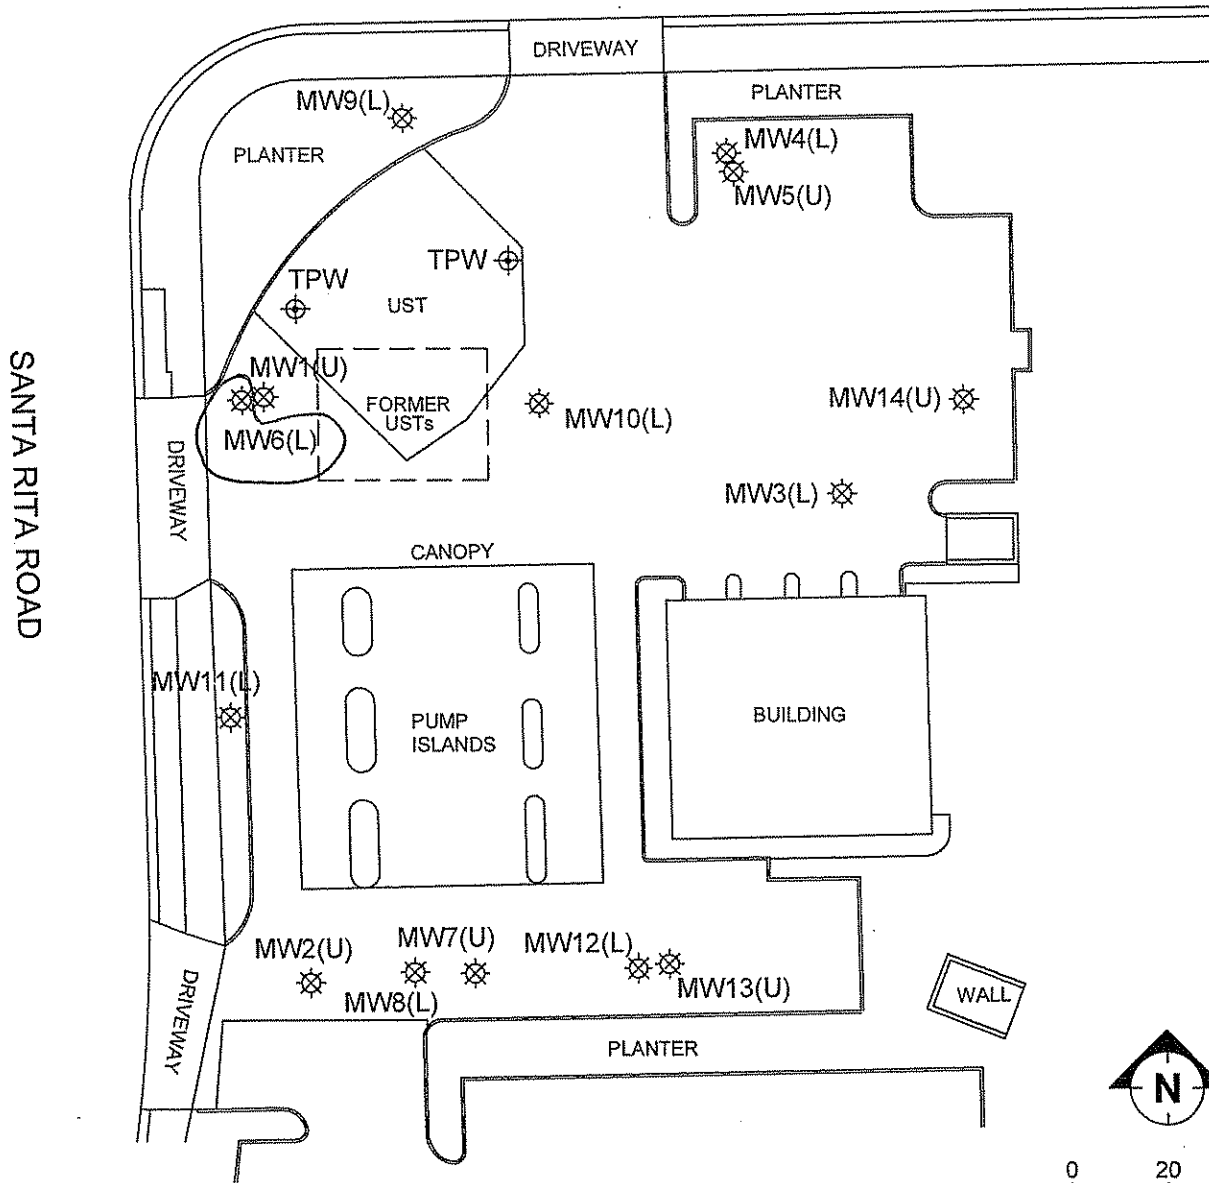 DRIVEWAY
PLANTER
MW9(L)
MW4(L)
PLANTER
MW5(U)
TPW
TPW
UST
SANTA RITA ROAD
MW1(U)
MW14(U)
FORMER
USTs
MW10(L)
MW6(L)
DRIVEWAY
MW3(L)
CANOPY
MW11(L)
PUMP
ISLANDS
BUILDING
MW2(U)
MW7(U)
MW12(L)
MW8(L)
MW13(U)
WALL
DRIVEWAY
PLANTER
N
0 20